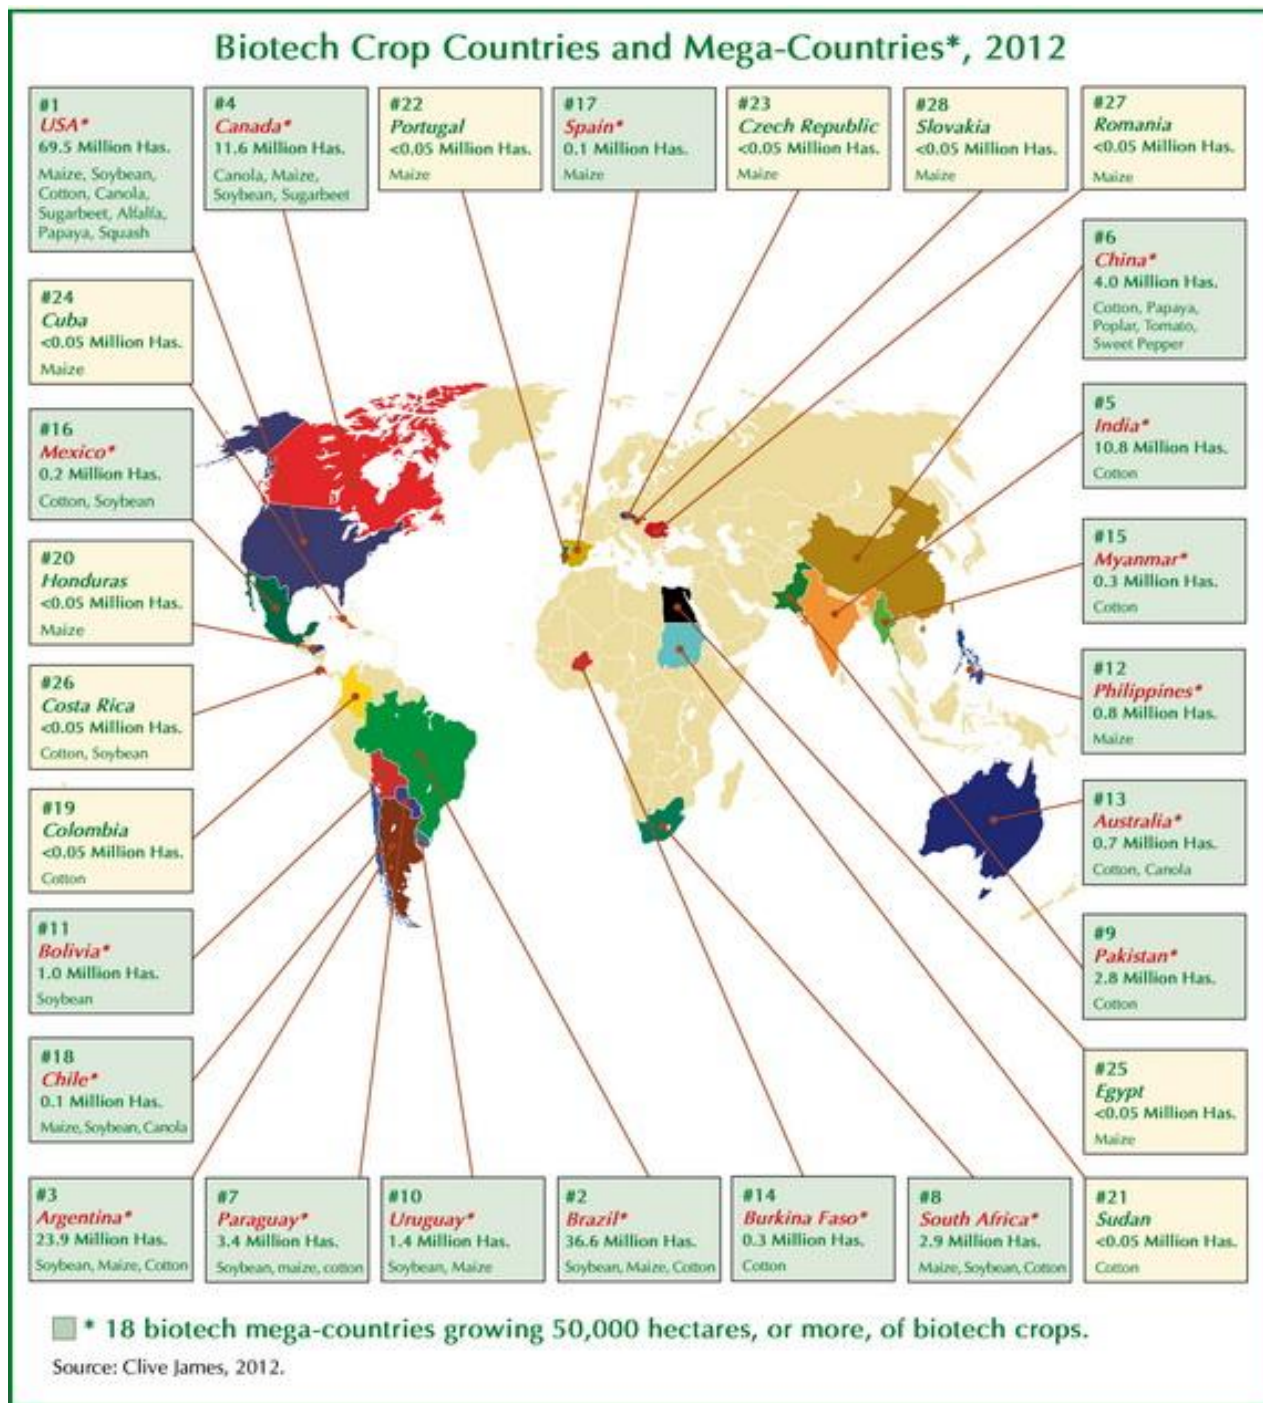 Biotech Crop Countries and Mega-Countries*, 2012
#1
USA*
69.5 Million Has.
Maize, Soybean,
Cotton, Canola,
Sugarbeet, Alfalfa,
Papaya, Squash
#4
Canada*
11.6 Million Has.
Canola, Maize,
Soybean, Sugarbeet
#22
Portugal
<0.05 Million Has.
Maize
#17
Spain*
0.1 Million Has.
Maize
#23
Czech Republic
<0.05 Million Has.
Maize
#28
Slovakia
<0.05 Million Has.
Maize
#27
Romania
<0.05 Million Has.
Maize
#24
Cuba
<0.05 Million Has.
Maize
#16
Mexico*
0.2 Million Has.
Cotton, Soybean
#20
Honduras
<0.05 Million Has.
Maize
#26
Costa Rica
<0.05 Million Has.
Cotton, Soybean
#19
Colombia
<0.05 Million Has.
Cotton
#11
Bolivia*
1.0 Million Has.
Soybean
#18
Chile*
0.1 Million Has.
Maize, Soybean, Canola
#6
China*
4.0 Million Has.
Cotton, Papaya,
Poplar, Tomato,
Sweet Pepper
#5
India*
10.8 Million Has.
Cotton
#15
Myanmar*
0.3 Million Has.
Cotton
#12
Philippines*
0.8 Million Has.
Maize
#13
Australia*
0.7 Million Has.
Cotton, Canola
#9
Pakistan*
2.8 Million Has.
Cotton
#25
Egypt
<0.05 Million Has.
Maize
#3
Argentina*
23.9 Million Has.
Soybean, Maize, Cotton
#7
Paraguay*
3.4 Million Has.
Soybean, maize, cotton
#10
Uruguay*
1.4 Million Has.
Soybean, Maize
#2
Brazil*
36.6 Million Has.
Soybean, Maize, Cotton
#14
Burkina Faso*
0.3 Million Has.
Cotton
#8
South Africa*
2.9 Million Has.
Maize, Soybean, Cotton
#21
Sudan
<0.05 Million Has.
Cotton
* 18 biotech mega-countries growing 50,000 hectares, or more, of biotech crops.
Source: Clive James, 2012.